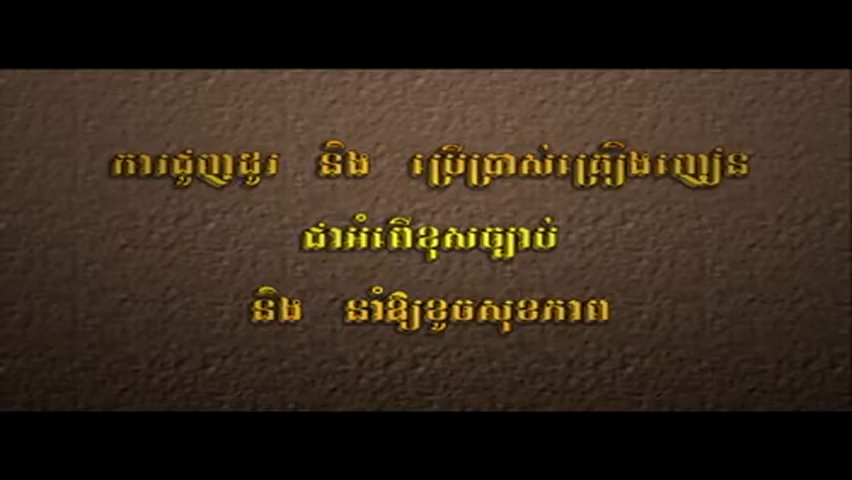 ការជួញដូរ និង ប្រើប្រាស់គ្រឿងញៀន
ជាអំពើខុសច្បាប់
និង នាំឱ្យខូចសុខភាព